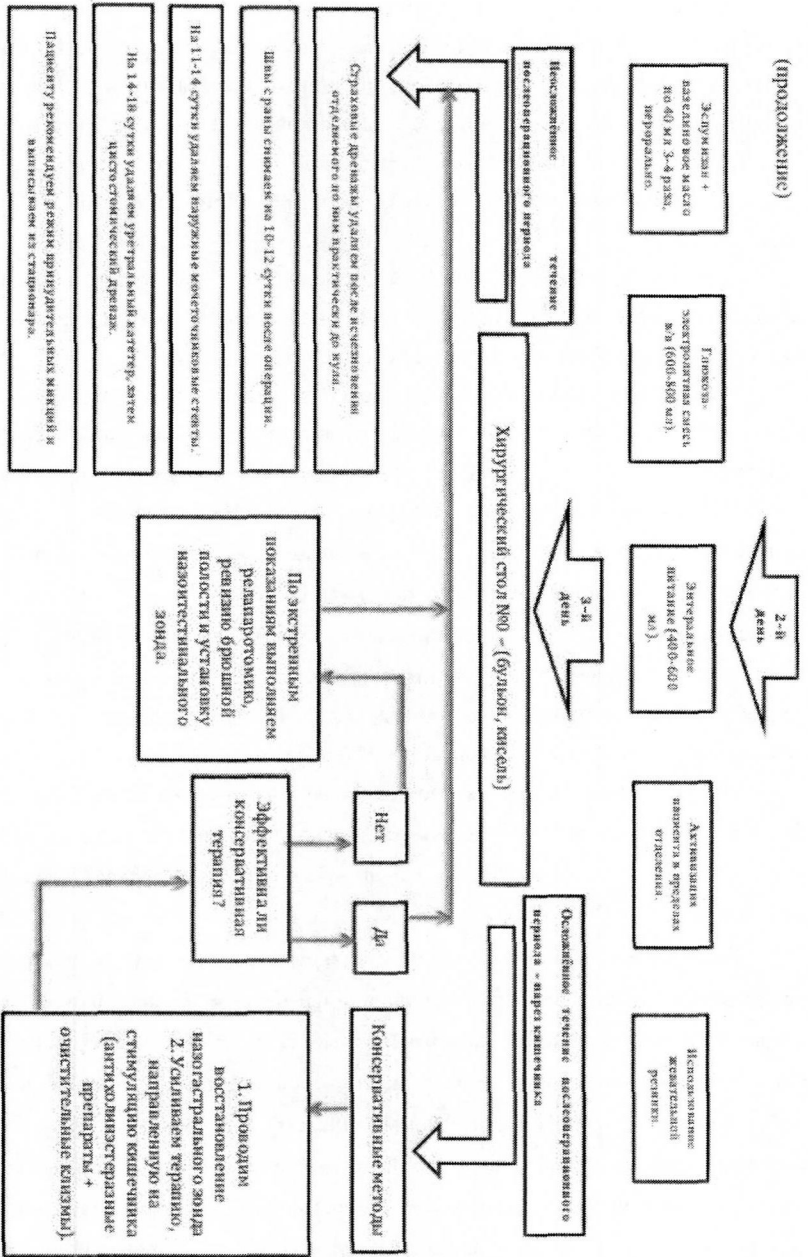 (продолжение)
2-й
день
Эспумизан +
вазелиновое масло
по 40 мл 3-4 раза,
перорально.
Глюкоза-
электролитная смесь
в/в (600-800 мл).
Энтеральное
питание (400-600
мл).
Активизация
пациента в пределах
отделения.
Использование
жевательной
резинки.
3-й
день
Неосложнённое течение
послеоперационного периода
Хирургический стол №0 – (бульон, кисель)
Осложнённое течение послеоперационного
периода – парез кишечника
Страховые дренажы удаляем после исчезновения
отделяемого по ним практически до нуля.
Швы с раны снимаем на 10-12 сутки после операции.
На 11-14 сутки удаляем наружные мочеточниковые стенты.
На 14-18 сутки удаляем уретральный катетер, затем
цистостомический дренаж.
Пациенту рекомендуем режим принудительных микций и
выписываем из стационара.
По экстренным
показаниям выполняем
релапаротомию,
ревизию брюшной
полости и установку
назоитестинального
зонда.
Нет
Да
Эффективна ли
консервативная
терапия?
Консервативные методы
1. Проводим
восстановление
назогастрального зонда
2. Усиливаем терапию,
направленную на
стимуляцию кишечника
(антихолинэстеразные
препараты +
очистительные клизмы).